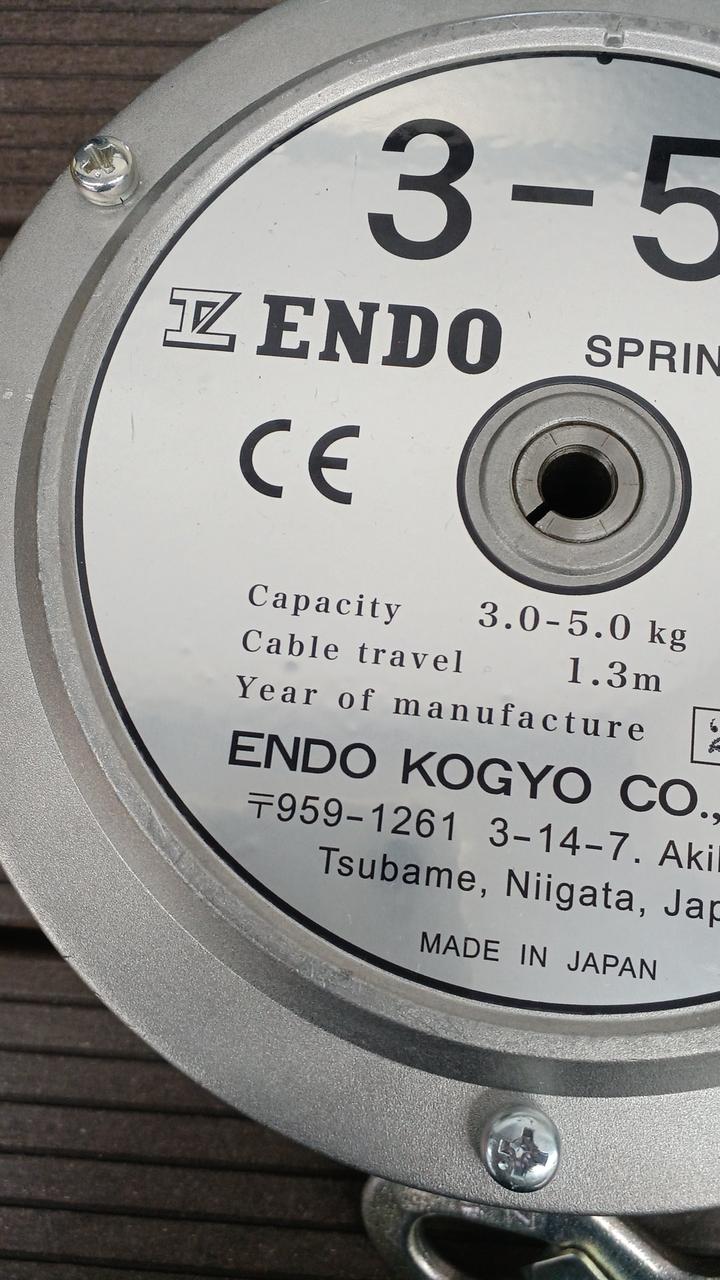 3-5
ENDO SPRIN
CE
Capacity 3.0-5.0 kg
Cable travel 1.3m
Year of manufacture
ENDO KOGYO CO.,
〒959-1261 3-14-7. Aki
Tsubame, Niigata, Jap
MADE IN JAPAN